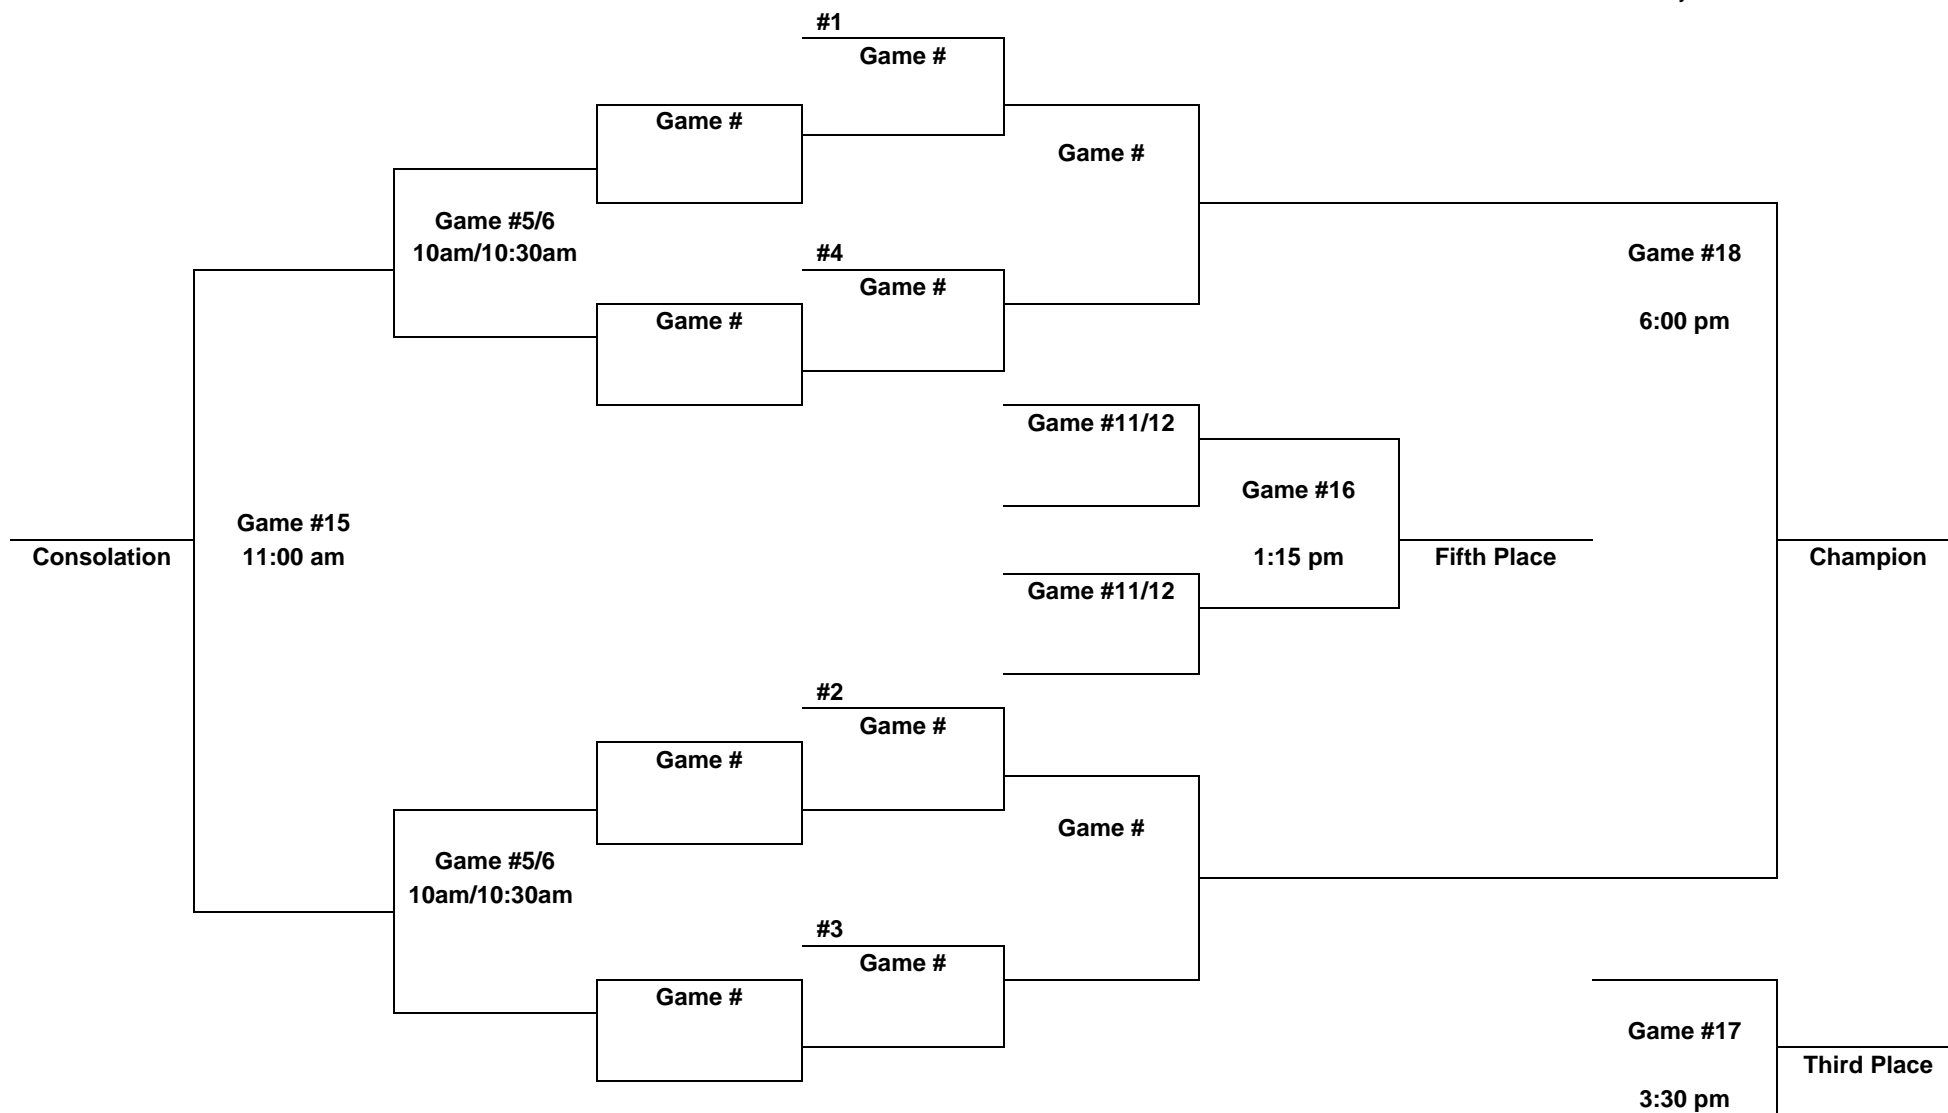 #1
Game #
Game #
Game #
Game #5/6
10am/10:30am
#4
Game #18
Game #
Game #
6:00 pm
Game #11/12
Game #16
Game #15
Consolation
11:00 am
1:15 pm
Fifth Place
Champion
Game #11/12
#2
Game #
Game #
Game #
Game #5/6
10am/10:30am
#3
Game #
Game #
Game #17
Third Place
3:30 pm